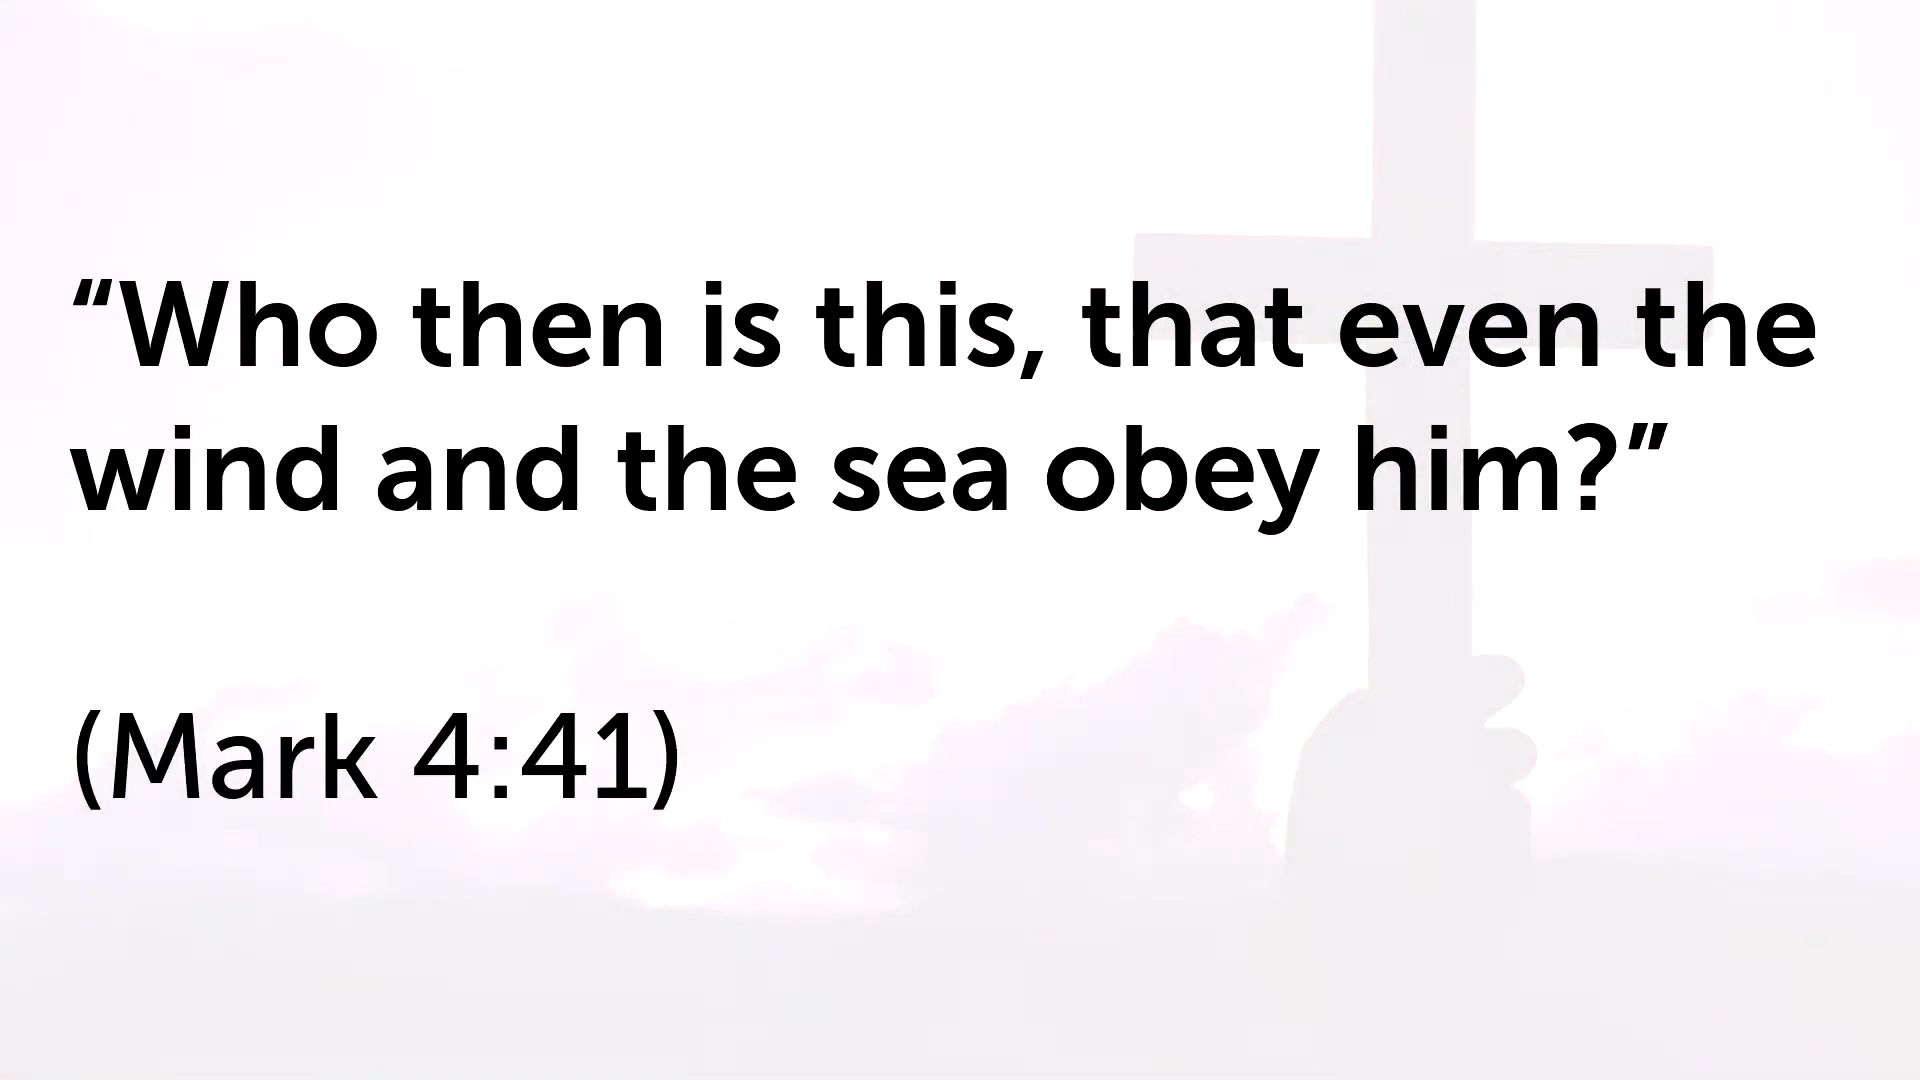 “Who then is this, that even the
wind and the sea obey him?”
(Mark 4:41)